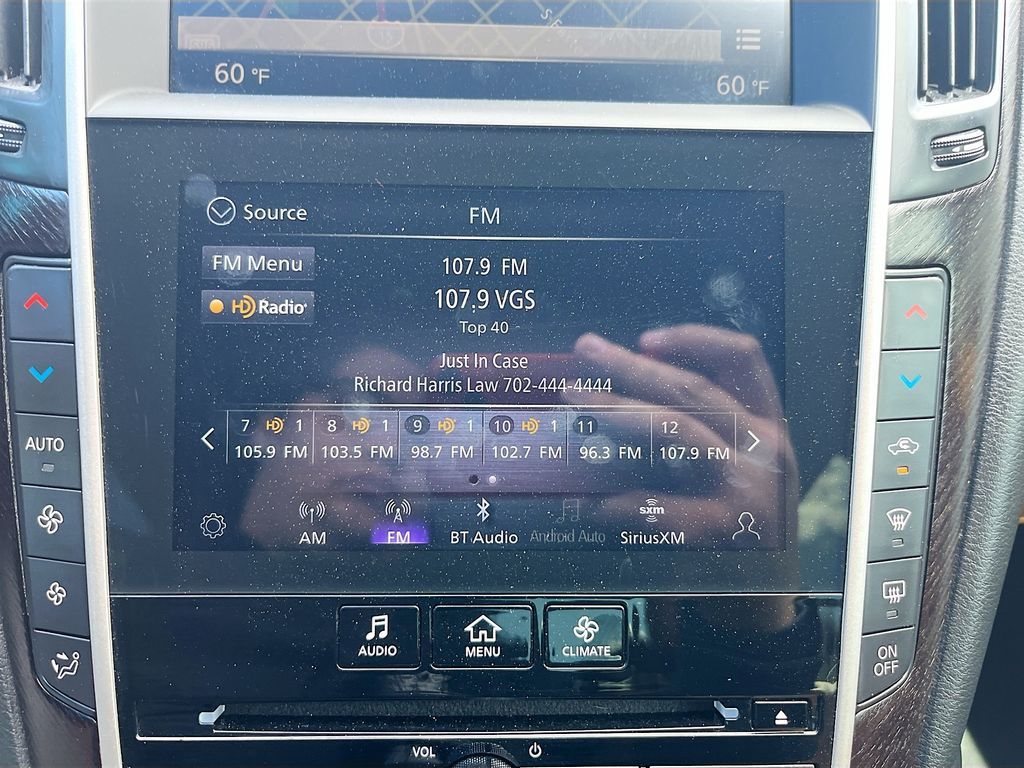 60 °F
60 °F
Source
FM
FM Menu
107.9 FM
HD Radio
107.9 VGS
Top 40
Just In Case
Richard Harris Law 702-444-4444
7 HD 1 8 HD 1 9 HD 1 10 HD 1 11 12
105.9 FM 103.5 FM 98.7 FM 102.7 FM 96.3 FM 107.9 FM
sxm
AM FM BT Audio Android Auto SiriusXM
AUTO
ON
OFF
AUDIO MENU CLIMATE
VOL